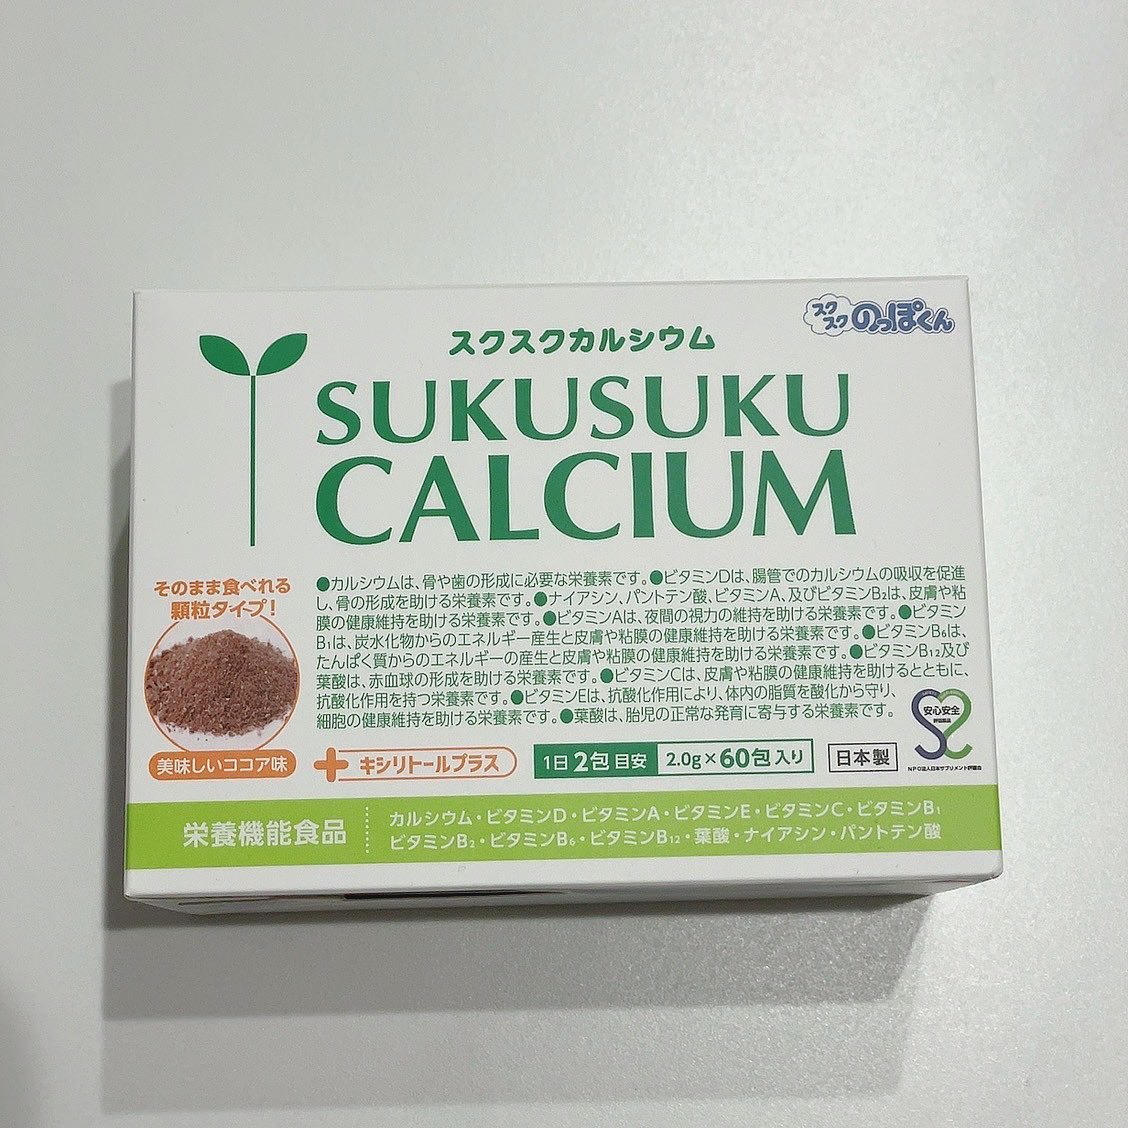 スクスク のっぽくん
スクスクカルシウム
SUKUSUKU
CALCIUM
そのまま食べれる
顆粒タイプ!
●カルシウムは、骨や歯の形成に必要な栄養素です。●ビタミンDは、腸管でのカルシウムの吸収を促進
し、骨の形成を助ける栄養素です。●ナイアシン、パントテン酸、ビタミンA、及びビタミンB₂は、皮膚や粘
膜の健康維持を助ける栄養素です。●ビタミンAは、夜間の視力の維持を助ける栄養素です。●ビタミン
B₁は、炭水化物からのエネルギー産生と皮膚や粘膜の健康維持を助ける栄養素です。●ビタミンB₆は、
たんぱく質からのエネルギーの産生と皮膚や粘膜の健康維持を助ける栄養素です。●ビタミンB₁₂及び
葉酸は、赤血球の形成を助ける栄養素です。●ビタミンCは、皮膚や粘膜の健康維持を助けるとともに、
抗酸化作用を持つ栄養素です。●ビタミンEは、抗酸化作用により、体内の脂質を酸化から守り、
細胞の健康維持を助ける栄養素です。●葉酸は、胎児の正常な発育に寄与する栄養素です。
安心安全
NPO法人日本サプリメント評議会
美味しいココア味
+キシリトールプラス
1日2包目安 2.0g×60包入り
日本製
栄養機能食品
カルシウム・ビタミンD・ビタミンA・ビタミンE・ビタミンC・ビタミンB₁
ビタミンB₂・ビタミンB₆・ビタミンB₁₂・葉酸・ナイアシン・パントテン酸